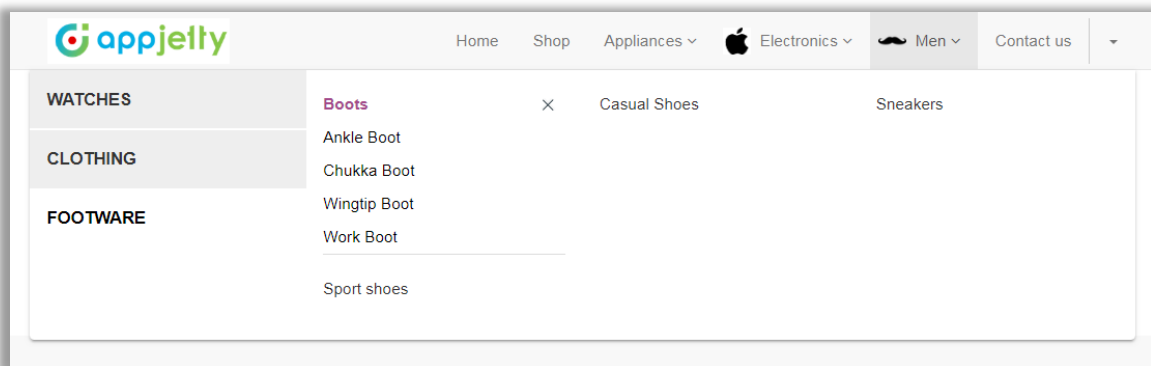 appjetty
Home Shop Appliances Electronics Men Contact us
WATCHES
CLOTHING
FOOTWARE
Boots
Ankle Boot
Chukka Boot
Wingtip Boot
Work Boot
Sport shoes
Casual Shoes
Sneakers